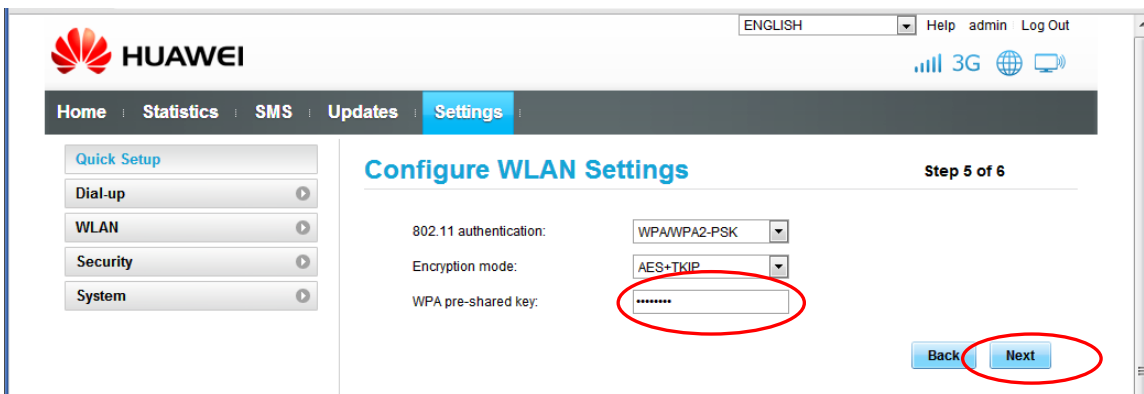 ENGLISH Help admin Log Out
HUAWEI
3G
Home Statistics SMS Updates Settings
Quick Setup
Configure WLAN Settings Step 5 of 6
Dial-up
WLAN
802.11 authentication: WPA/WPA2-PSK
Security
Encryption mode: AES+TKIP
System
WPA pre-shared key: ••••••••
Back Next